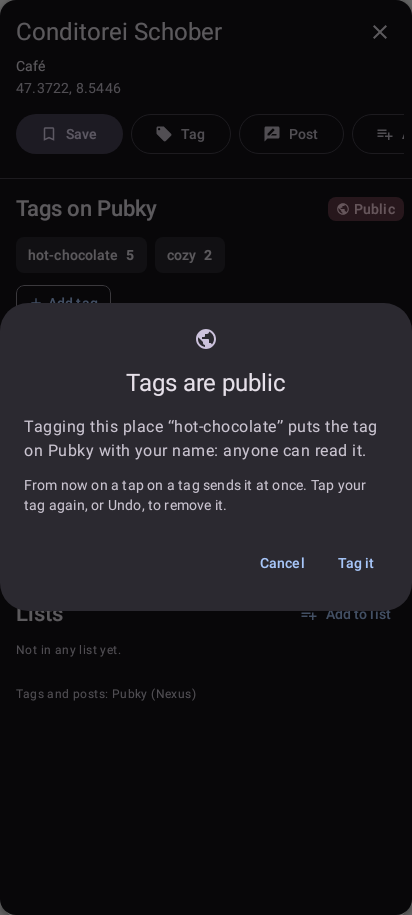 Conditorei Schober
Café
47.3722, 8.5446
Save
Tag
Post
Tags on Pubky
Public
hot-chocolate 5
cozy 2
Add tag
Tags are public
Tagging this place “hot-chocolate” puts the tag
on Pubky with your name: anyone can read it.
From now on a tap on a tag sends it at once. Tap your
tag again, or Undo, to remove it.
Cancel
Tag it
Lists
Add to list
Not in any list yet.
Tags and posts: Pubky (Nexus)